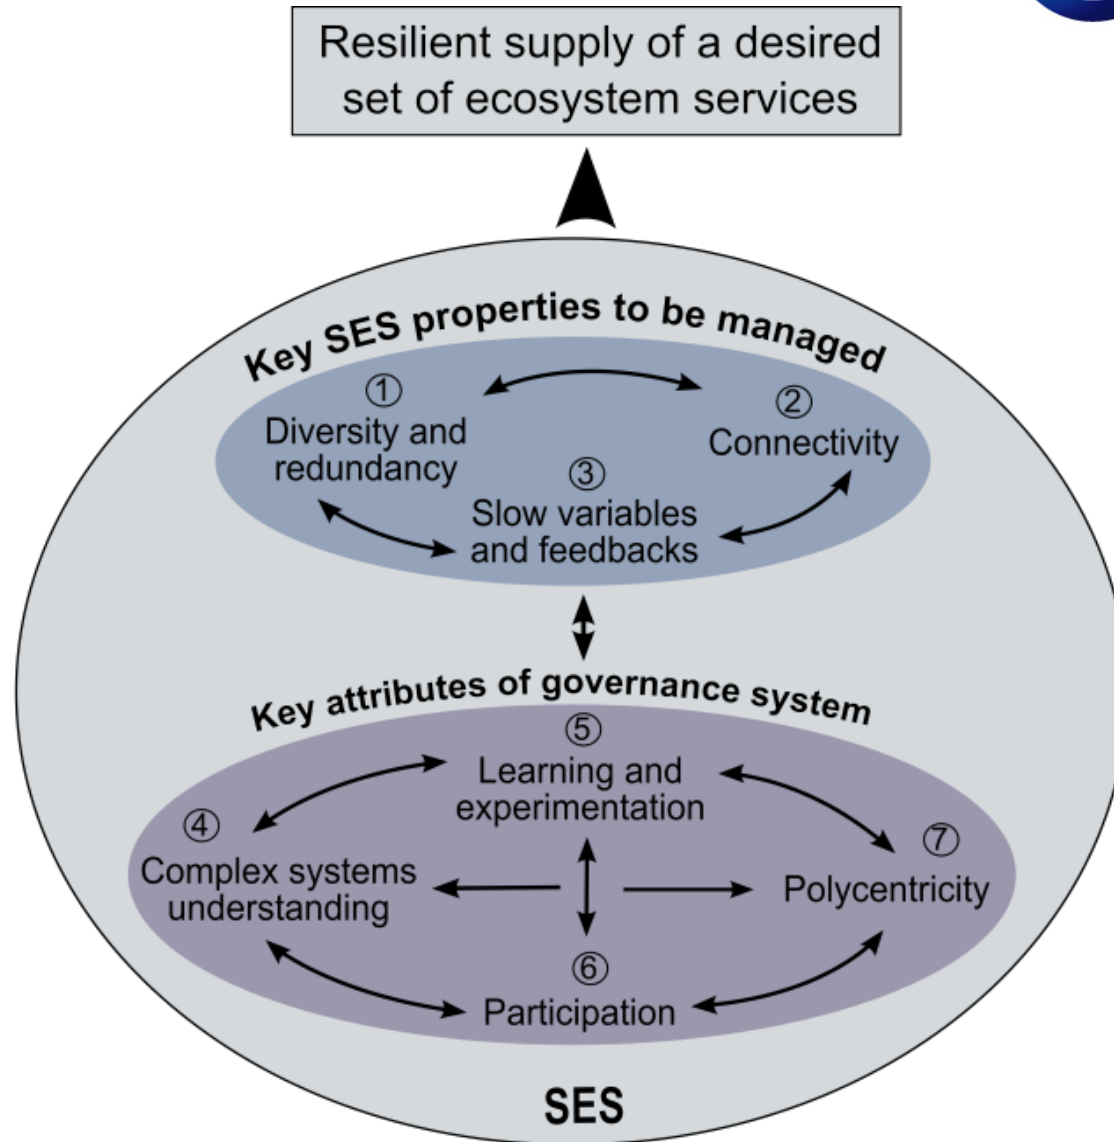 Resilient supply of a desired
set of ecosystem services
Key SES properties to be managed
①
Diversity and
redundancy
②
Connectivity
③
Slow variables
and feedbacks
Key attributes of governance system
⑤
Learning and
experimentation
④
Complex systems
understanding
⑦
Polycentricity
⑥
Participation
SES